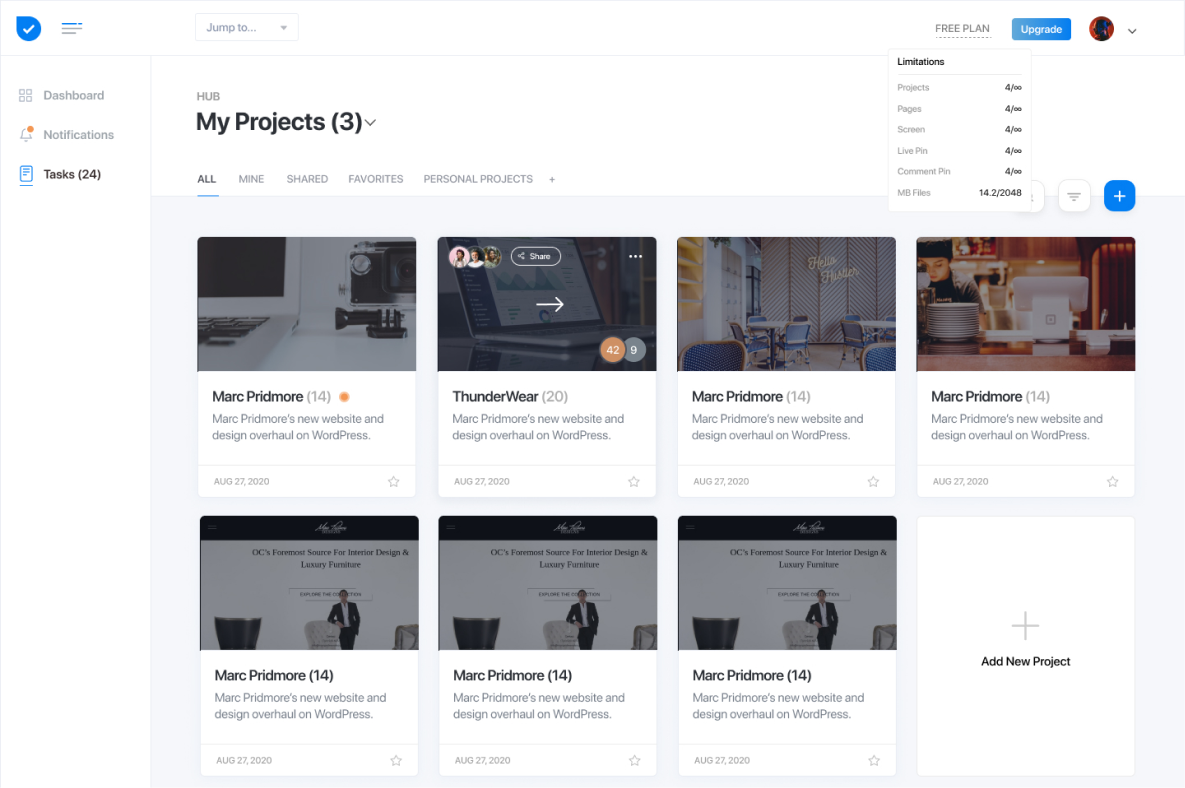 Jump to...
FREE PLAN
Upgrade
Limitations
Projects 4/∞
Pages 4/∞
Screen 4/∞
Live Pin 4/∞
Comment Pin 4/∞
MB Files 14.2/2048
Dashboard
Notifications
Tasks (24)
HUB
My Projects (3)
ALL MINE SHARED FAVORITES PERSONAL PROJECTS +
Marc Pridmore (14)
Marc Pridmore's new website and
design overhaul on WordPress.
AUG 27, 2020
Share
42 9
ThunderWear (20)
Marc Pridmore's new website and
design overhaul on WordPress.
AUG 27, 2020
Hello
Hustler
Marc Pridmore (14)
Marc Pridmore's new website and
design overhaul on WordPress.
AUG 27, 2020
Marc Pridmore (14)
Marc Pridmore's new website and
design overhaul on WordPress.
AUG 27, 2020
OC's Foremost Source For Interior Design &
Luxury Furniture
EXPLORE THE COLLECTION
Marc Pridmore (14)
Marc Pridmore's new website and
design overhaul on WordPress.
AUG 27, 2020
OC's Foremost Source For Interior Design &
Luxury Furniture
EXPLORE THE COLLECTION
Marc Pridmore (14)
Marc Pridmore's new website and
design overhaul on WordPress.
AUG 27, 2020
OC's Foremost Source For Interior Design &
Luxury Furniture
EXPLORE THE COLLECTION
Marc Pridmore (14)
Marc Pridmore's new website and
design overhaul on WordPress.
AUG 27, 2020
Add New Project